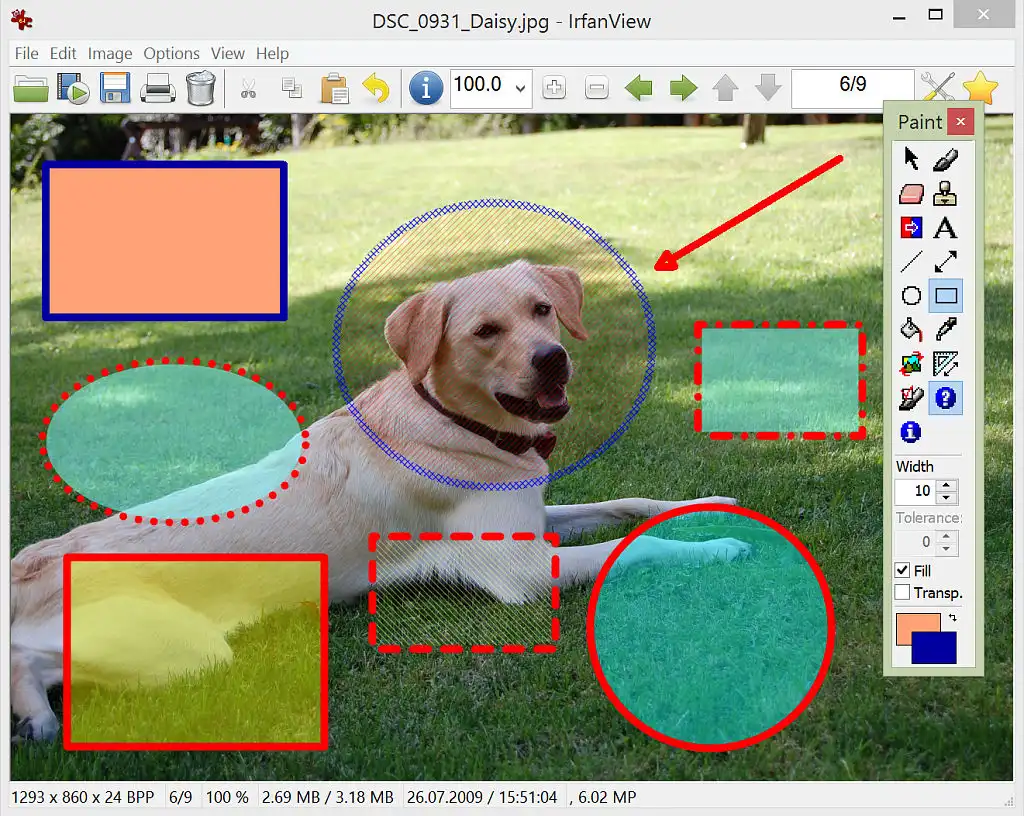 DSC_0931_Daisy.jpg - IrfanView
File Edit Image Options View Help
100.0
6/9
Paint
A
Width
10
Tolerance:
0
Fill
Transp.
1293 x 860 x 24 BPP 6/9 100 % 2.69 MB / 3.18 MB 26.07.2009 / 15:51:04 , 6.02 MP